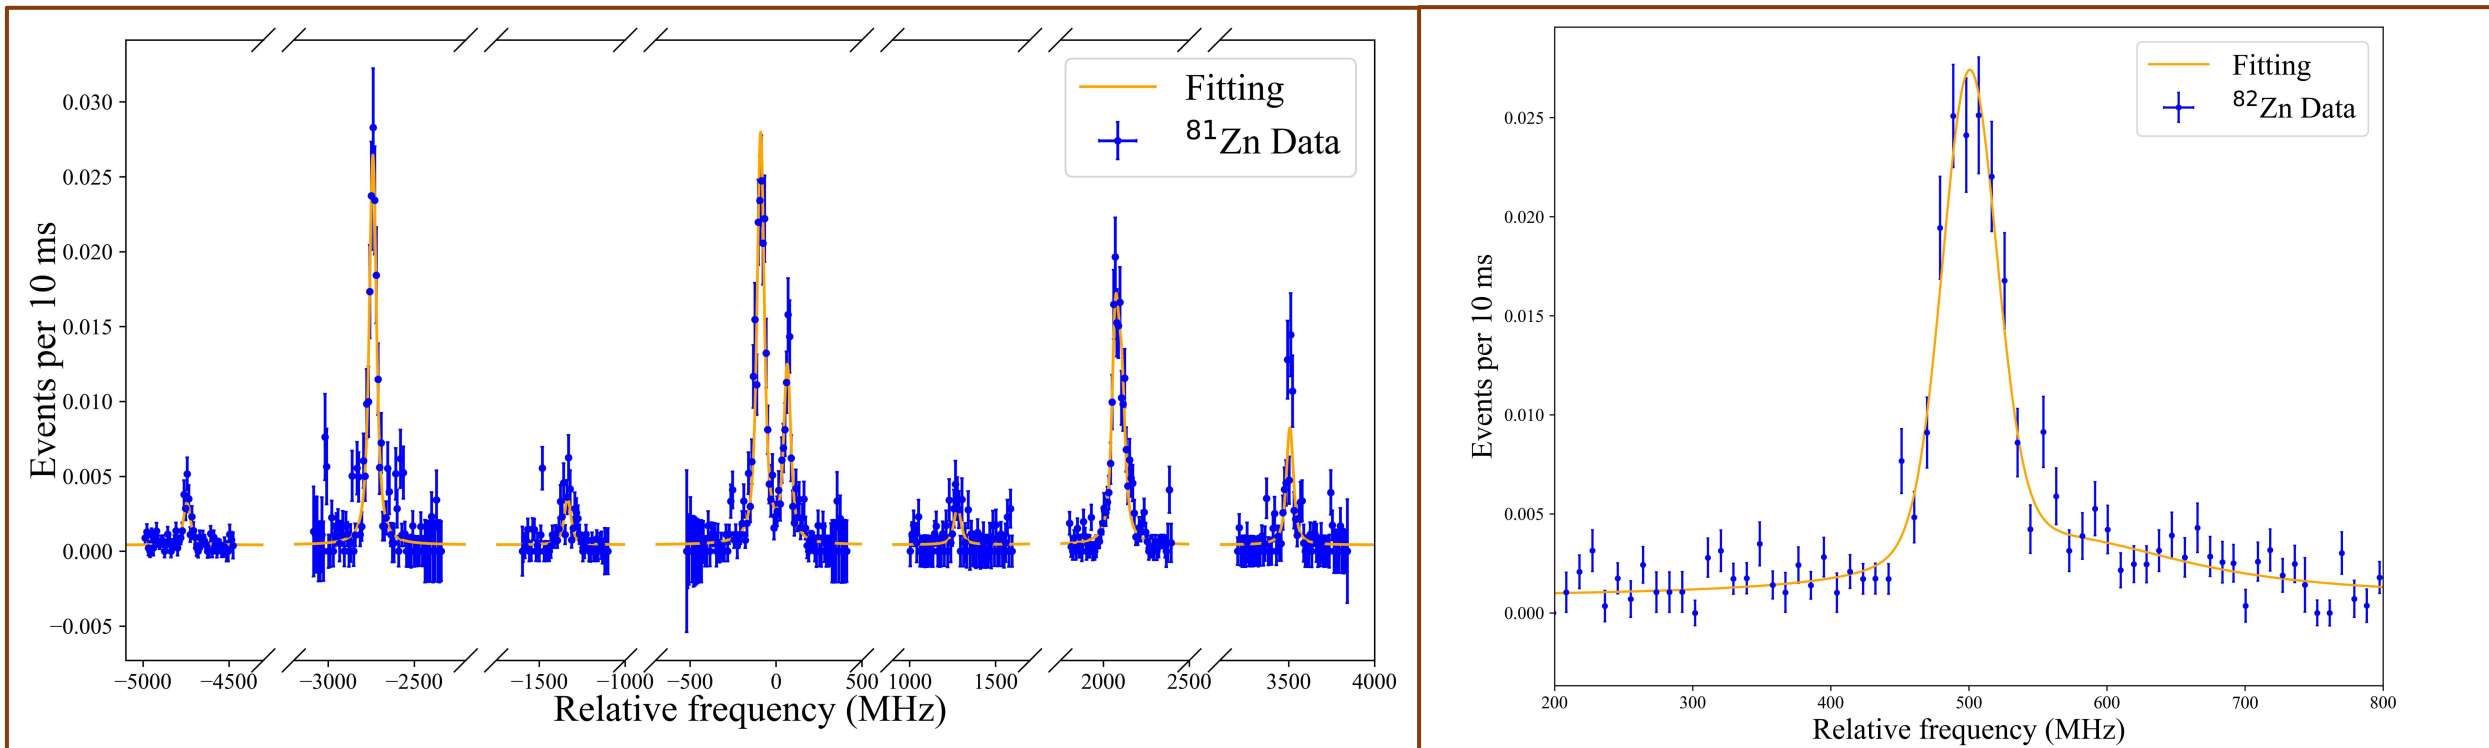 Fitting
⁸¹Zn Data
0.030
0.025
0.020
0.015
0.010
0.005
0.000
−0.005
Events per 10 ms
−5000 −4500 −3000 −2500 −1500 −1000 −500 0 500 1000 1500 2000 2500 3500 4000
Relative frequency (MHz)
Fitting
⁸²Zn Data
0.025
0.020
0.015
0.010
0.005
0.000
Events per 10 ms
200 300 400 500 600 700 800
Relative frequency (MHz)